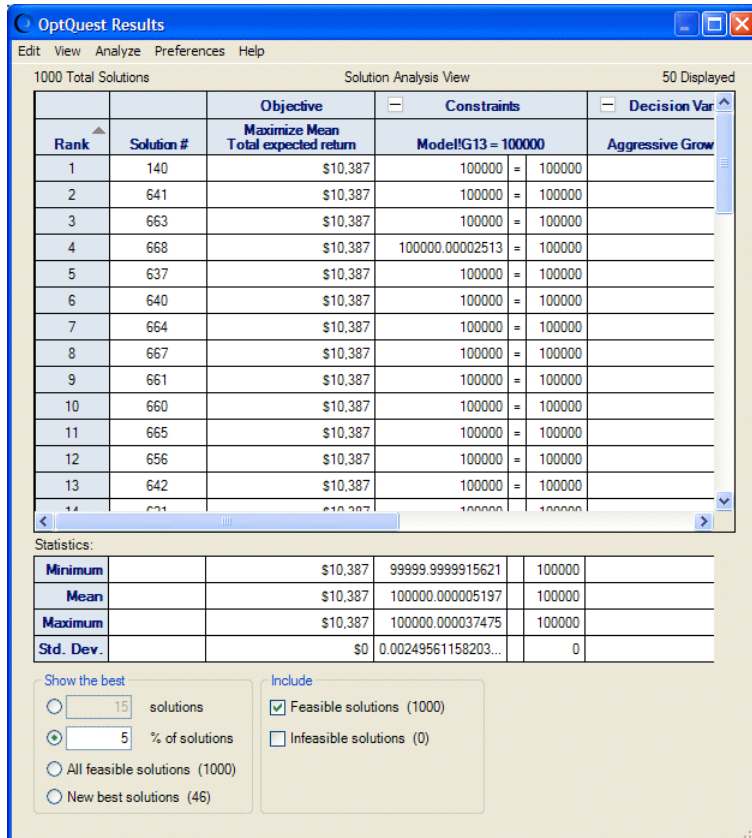 OptQuest Results
Edit View Analyze Preferences Help
1000 Total Solutions Solution Analysis View 50 Displayed
Objective Constraints Decision Var
Rank Solution # Maximize Mean Total expected return Model!G13 = 100000 Aggressive Grow
1 140 $10,387 100000 = 100000
2 641 $10,387 100000 = 100000
3 663 $10,387 100000 = 100000
4 668 $10,387 100000.00002513 = 100000
5 637 $10,387 100000 = 100000
6 640 $10,387 100000 = 100000
7 664 $10,387 100000 = 100000
8 667 $10,387 100000 = 100000
9 661 $10,387 100000 = 100000
10 660 $10,387 100000 = 100000
11 665 $10,387 100000 = 100000
12 656 $10,387 100000 = 100000
13 642 $10,387 100000 = 100000
Statistics:
Minimum $10,387 99999.9999915621 100000
Mean $10,387 100000.000005197 100000
Maximum $10,387 100000.000037475 100000
Std. Dev. $0 0.00249561158203... 0
Show the best Include
15 solutions Feasible solutions (1000)
5 % of solutions Infeasible solutions (0)
All feasible solutions (1000)
New best solutions (46)